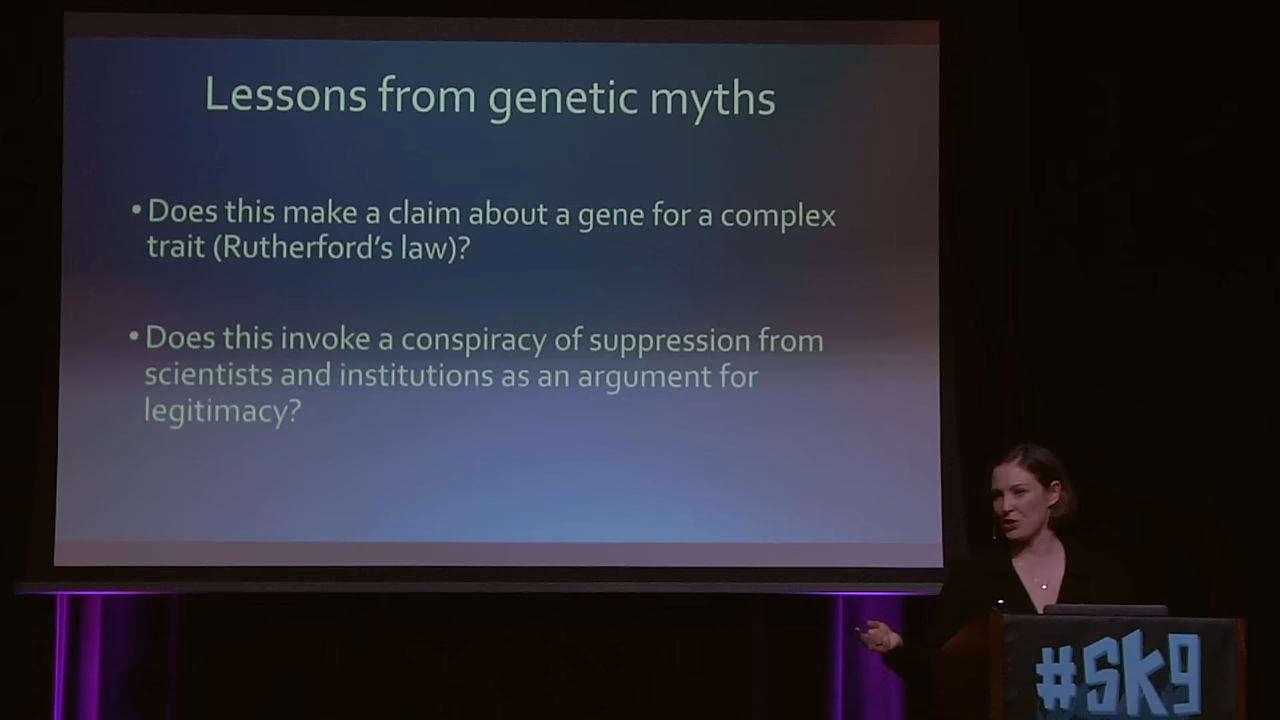 Lessons from genetic myths
• Does this make a claim about a gene for a complex
trait (Rutherford's law)?
• Does this invoke a conspiracy of suppression from
scientists and institutions as an argument for
legitimacy?
#sk9